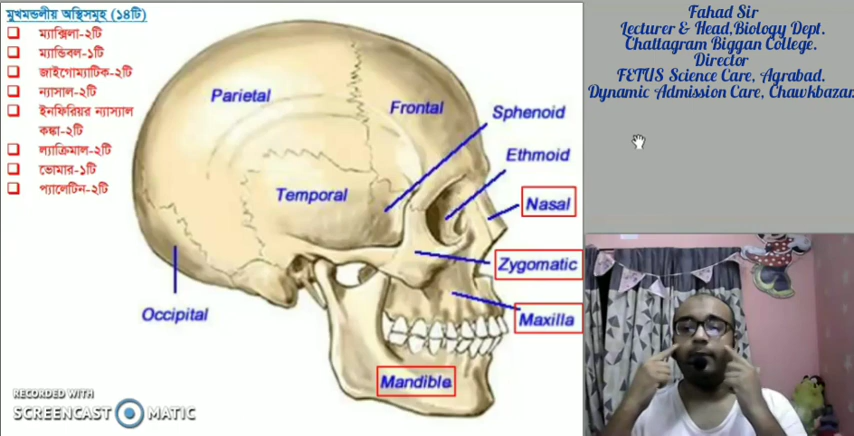 মুখমন্ডলীয় অস্থিসমূহ (১৪টি)
ম্যাক্সিলা-২টি
ম্যান্ডিবল-১টি
জাইগোম্যাটিক-২টি
ন্যাসাল-২টি
ইনফিরিয়র ন্যাস্যাল
কঙ্কা-২টি
ল্যাক্রিমাল-২টি
ভোমার-১টি
প্যালেটিন-২টি
Parietal
Frontal
Sphenoid
Ethmoid
Temporal
Nasal
Zygomatic
Occipital
Maxilla
Mandible
Fahad Sir
Lecturer & Head,Biology Dept.
Chattagram Biggan College.
Director
FETUS Science Care, Agrabad.
Dynamic Admission Care, Chawkbazar.
RECORDED WITH
SCREENCAST MATIC